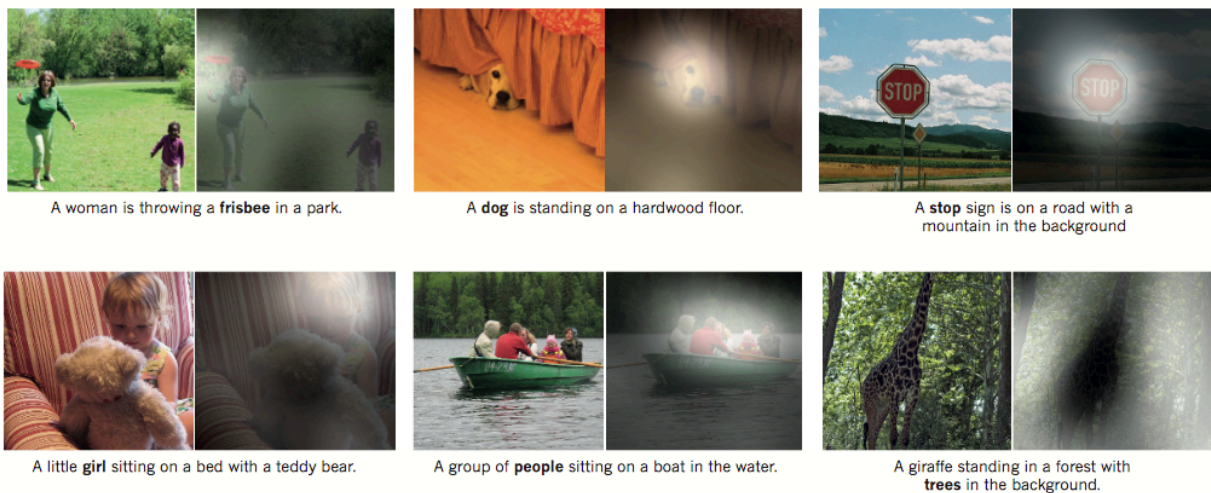 STOP
STOP
A woman is throwing a frisbee in a park.
A dog is standing on a hardwood floor.
A stop sign is on a road with a
mountain in the background
A little girl sitting on a bed with a teddy bear.
A group of people sitting on a boat in the water.
A giraffe standing in a forest with
trees in the background.